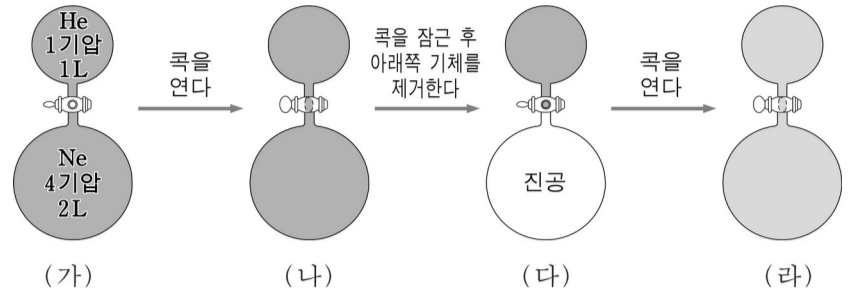 He
1기압
1L
Ne
4기압
2L
콕을
연다
콕을 잠근 후
아래쪽 기체를
제거한다
진공
콕을
연다
(가)
(나)
(다)
(라)